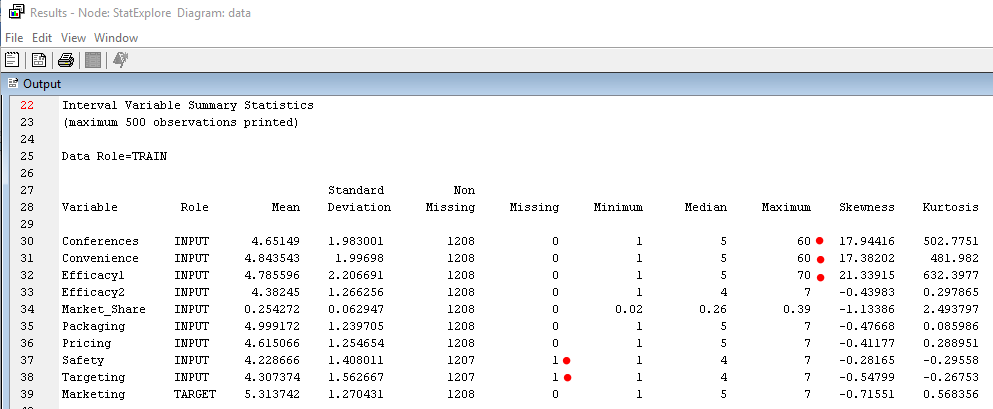 Results - Node: StatExplore  Diagram: data
File  Edit  View  Window
Output
22 Interval Variable Summary Statistics
23 (maximum 500 observations printed)
24
25 Data Role=TRAIN
26
27 Standard Non
28 Variable Role Mean Deviation Missing Missing Minimum Median Maximum Skewness Kurtosis
29
30 Conferences INPUT 4.65149 1.983001 1208 0 1 5 60 17.94416 502.7751
31 Convenience INPUT 4.843543 1.99698 1208 0 1 5 60 17.38202 481.982
32 Efficacy1 INPUT 4.785596 2.206691 1208 0 1 5 70 21.33915 632.3977
33 Efficacy2 INPUT 4.38245 1.266256 1208 0 1 4 7 -0.43983 0.297865
34 Market_Share INPUT 0.254272 0.062947 1208 0 0.02 0.26 0.39 -1.13386 2.493797
35 Packaging INPUT 4.999172 1.239705 1208 0 1 5 7 -0.47668 0.085986
36 Pricing INPUT 4.615066 1.254654 1208 0 1 5 7 -0.41177 0.288951
37 Safety INPUT 4.228666 1.408011 1207 1 1 4 7 -0.28165 -0.29558
38 Targeting INPUT 4.307374 1.562667 1207 1 1 4 7 -0.54799 -0.26753
39 Marketing TARGET 5.313742 1.270431 1208 0 1 5 7 -0.71551 0.568356